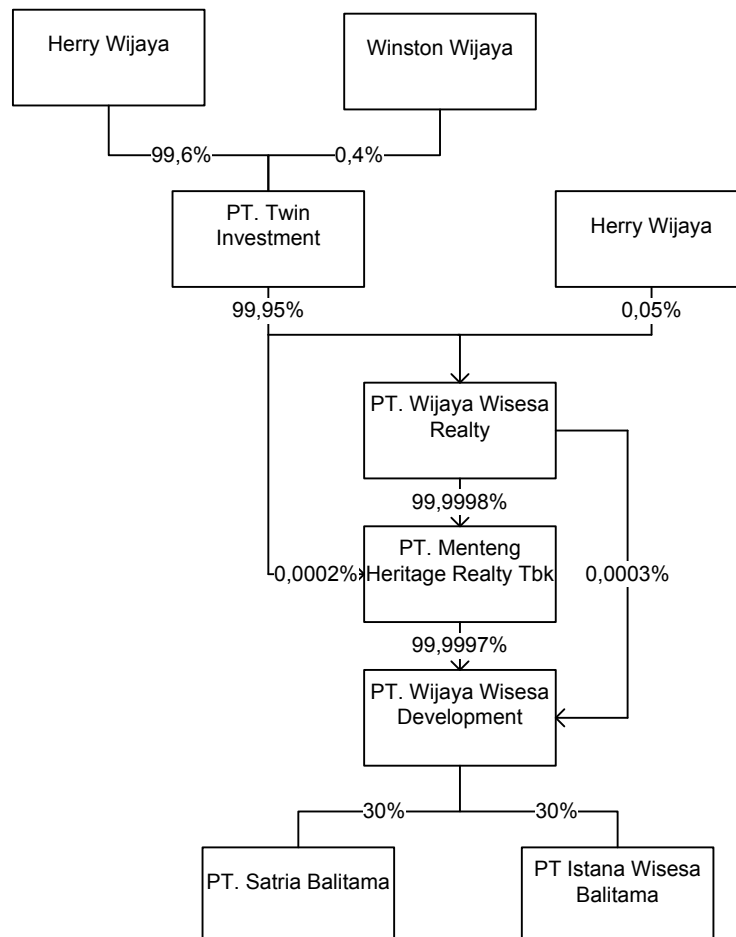 Herry Wijaya
Winston Wijaya
99,6%
0,4%
PT. Twin
Investment
Herry Wijaya
99,95%
0,05%
PT. Wijaya Wisesa
Realty
99,9998%
PT. Menteng
Heritage Realty Tbk
0,0002%
0,0003%
99,9997%
PT. Wijaya Wisesa
Development
30%
30%
PT. Satria Balitama
PT Istana Wisesa
Balitama